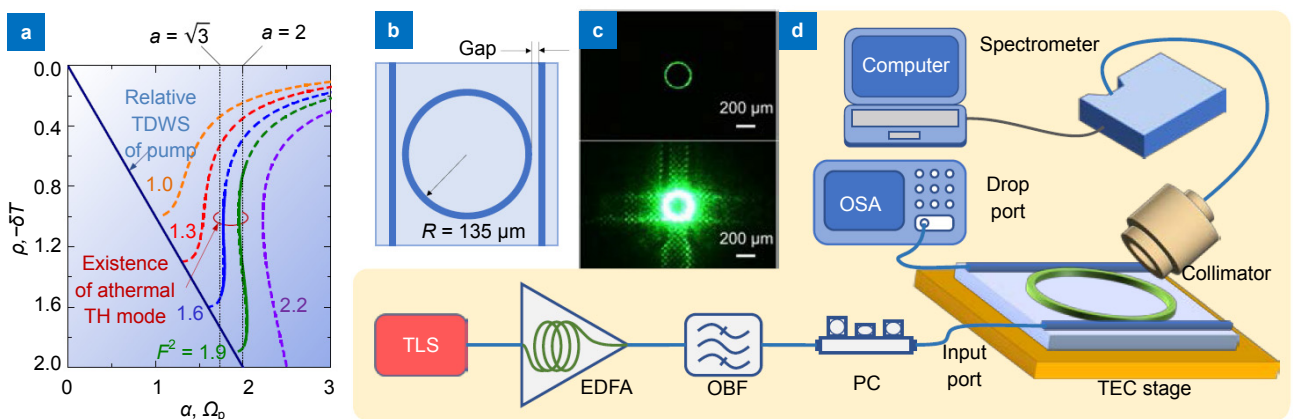 a
a = √3
a = 2
0.0
0.4
0.8
1.2
1.6
2.0
ρ, −δT
Relative
TDWS
of pump
1.0
1.3
Existence
of athermal
TH mode
1.6
F² = 1.9
2.2
0
1
2
3
α, Ωp
b
Gap
R = 135 µm
c
200 µm
200 µm
d
Computer
Spectrometer
OSA
Drop
port
Collimator
TLS
EDFA
OBF
PC
Input
port
TEC stage